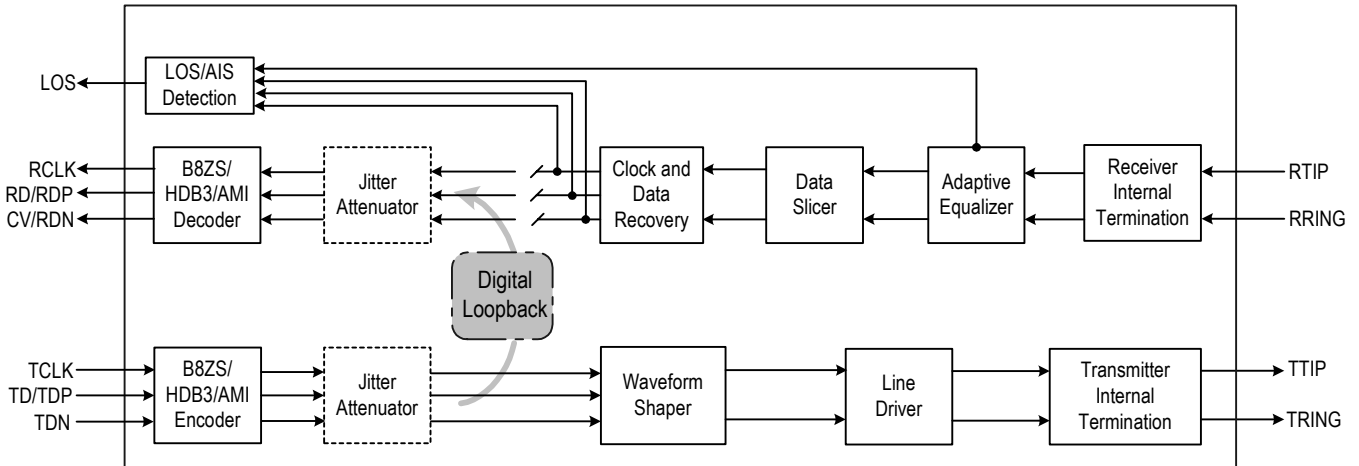 LOS
LOS/AIS
Detection
RCLK
RD/RDP
CV/RDN
B8ZS/
HDB3/AMI
Decoder
Jitter
Attenuator
Clock and
Data
Recovery
Data
Slicer
Adaptive
Equalizer
Receiver
Internal
Termination
RTIP
RRING
Digital
Loopback
TCLK
TD/TDP
TDN
B8ZS/
HDB3/AMI
Encoder
Jitter
Attenuator
Waveform
Shaper
Line
Driver
Transmitter
Internal
Termination
TTIP
TRING